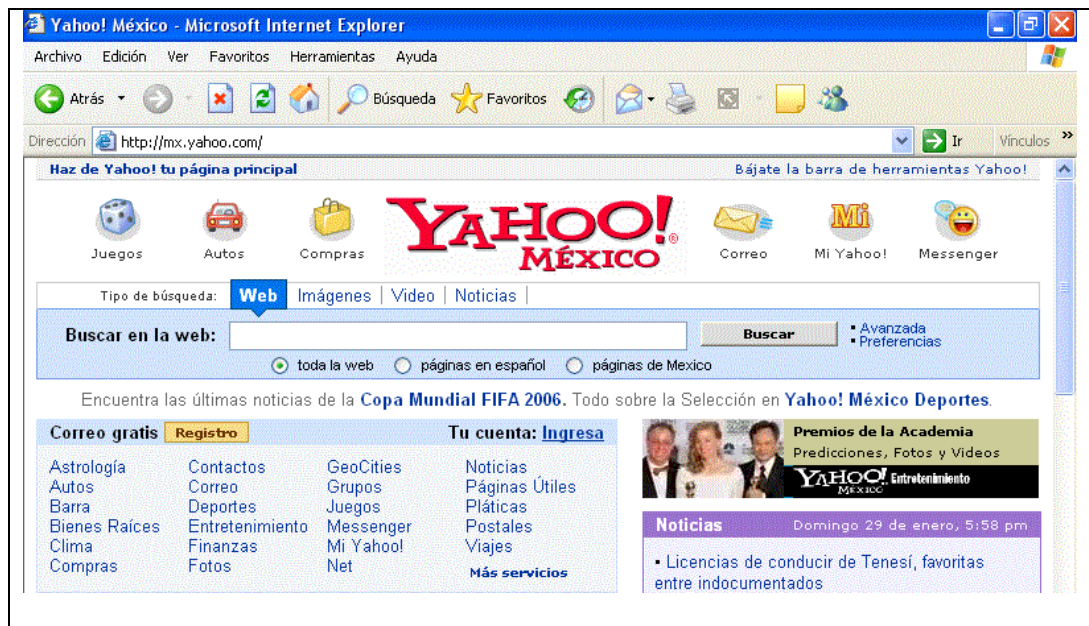 Yahoo! México - Microsoft Internet Explorer
Archivo Edición Ver Favoritos Herramientas Ayuda
Atrás Búsqueda Favoritos
Dirección http://mx.yahoo.com/ Ir Vínculos »
Haz de Yahoo! tu página principal Bájate la barra de herramientas Yahoo!
YAHOO!® MÉXICO
Juegos Autos Compras Correo Mi Yahoo! Messenger
Mi
Tipo de búsqueda: Web Imágenes | Video | Noticias |
Buscar en la web: Buscar
▪ Avanzada
▪ Preferencias
toda la web páginas en español páginas de Mexico
Encuentra las últimas noticias de la Copa Mundial FIFA 2006. Todo sobre la Selección en Yahoo! México Deportes.
Correo gratis Registro Tu cuenta: Ingresa
Astrología Contactos GeoCities Noticias
Autos Correo Grupos Páginas Útiles
Barra Deportes Juegos Pláticas
Bienes Raíces Entretenimiento Messenger Postales
Clima Finanzas Mi Yahoo! Viajes
Compras Fotos Net Más servicios
Premios de la Academia
Predicciones, Fotos y Videos
YAHOO! MÉXICO Entretenimiento
Noticias Domingo 29 de enero, 5:58 pm
▪ Licencias de conducir de Tenesí, favoritas
entre indocumentados